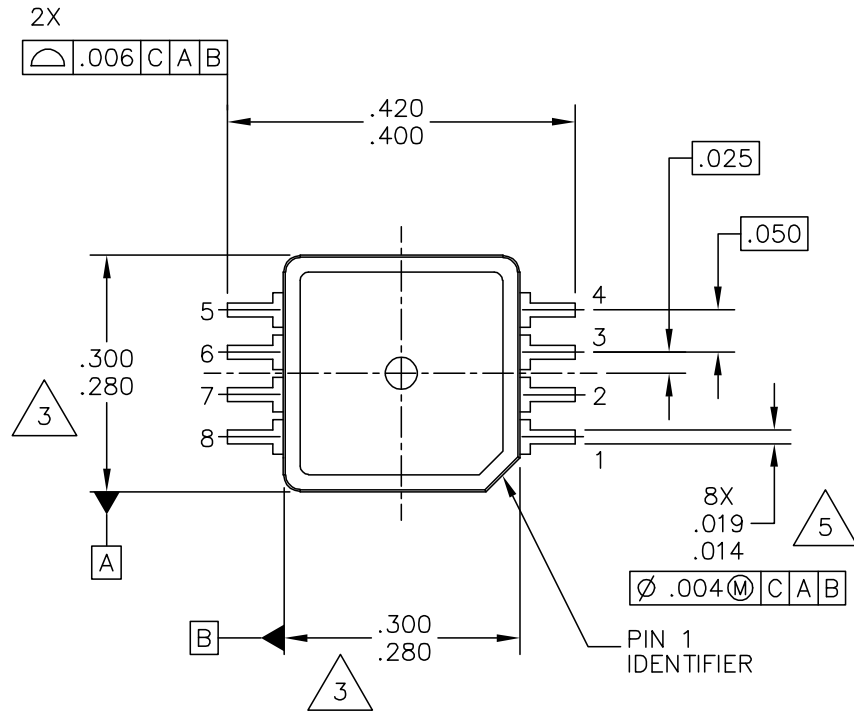 2X
⌓ .006 C A B
.420
.400
.025
.050
5
6
7
8
4
3
2
1
.300
.280
3
A
8X
.019
.014
5
Ø .004 Ⓜ C A B
B
.300
.280
3
PIN 1
IDENTIFIER